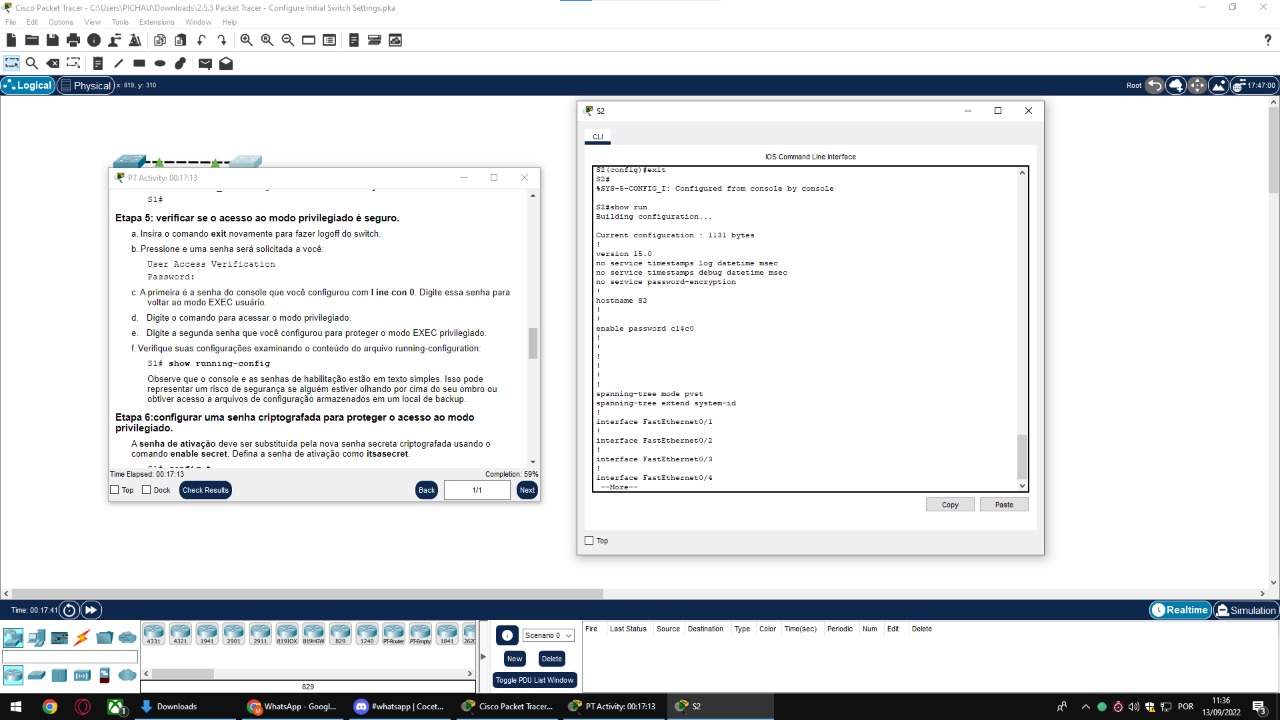 Cisco Packet Tracer - C:\Users\PICHAU\Downloads\2.5.5 Packet Tracer - Configure Initial Switch Settings.pka
File Edit Options View Tools Extensions Window Help
?
Logical Physical x: 819, y: 310 Root 17:47:00
PT Activity: 00:17:13
S1#
Etapa 5: verificar se o acesso ao modo privilegiado é seguro.
a. Insira o comando exit novamente para fazer logoff do switch.
b. Pressione e uma senha será solicitada a você:
User Access Verification
Password:
c. A primeira é a senha do console que você configurou com line con 0. Digite essa senha para
voltar ao modo EXEC usuário.
d. Digite o comando para acessar o modo privilegiado.
e. Digite a segunda senha que você configurou para proteger o modo EXEC privilegiado.
f. Verifique suas configurações examinando o conteúdo do arquivo running-configuration:
S1# show running-config
Observe que o console e as senhas de habilitação estão em texto simples. Isso pode
representar um risco de segurança se alguém estiver olhando por cima do seu ombro ou
obtiver acesso a arquivos de configuração armazenados em um local de backup.
Etapa 6:configurar uma senha criptografada para proteger o acesso ao modo
privilegiado.
A senha de ativação deve ser substituída pela nova senha secreta criptografada usando o
comando enable secret. Defina a senha de ativação como itsasecret.
S1# config t
Time Elapsed: 00:17:13 Completion: 59%
Top Dock Check Results Back 1/1 Next
S2
CLI
IOS Command Line Interface
S2(config)#exit
S2#
%SYS-5-CONFIG_I: Configured from console by console
S2#show run
Building configuration...
Current configuration : 1131 bytes
!
version 15.0
no service timestamps log datetime msec
no service timestamps debug datetime msec
no service password-encryption
!
hostname S2
!
!
enable password c1$c0
!
!
!
!
!
!
spanning-tree mode pvst
spanning-tree extend system-id
!
interface FastEthernet0/1
!
interface FastEthernet0/2
!
interface FastEthernet0/3
!
interface FastEthernet0/4
--More--
Copy Paste
Top
Time: 00:17:41 Realtime Simulation
4331 4321 1941 2901 2911 819IOX 819HGW 829 1240 PT-Router PT-Empty 1841 2620
829
Scenario 0
New Delete
Toggle PDU List Window
Fire Last Status Source Destination Type Color Time(sec) Periodic Num Edit Delete
Downloads WhatsApp - Googl... #whatsapp | Cocet... Cisco Packet Tracer... PT Activity: 00:17:13 S2 POR 11:36
13/09/2022